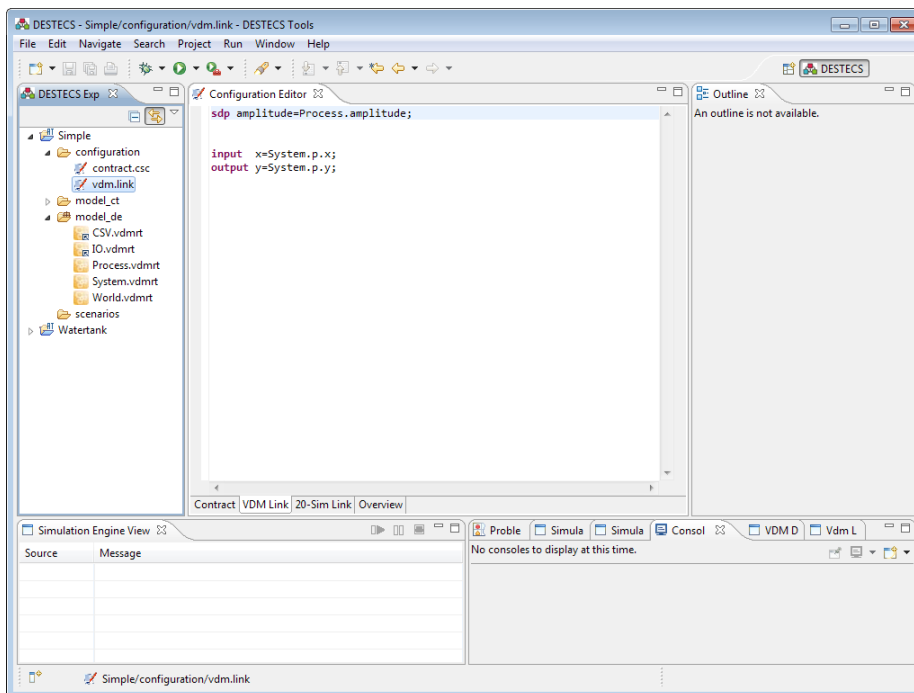 DESTECS - Simple/configuration/vdm.link - DESTECS Tools
File Edit Navigate Search Project Run Window Help
DESTECS
DESTECS Exp
Simple
configuration
contract.csc
vdm.link
model_ct
model_de
CSV.vdmrt
IO.vdmrt
Process.vdmrt
System.vdmrt
World.vdmrt
scenarios
Watertank
Configuration Editor
sdp amplitude=Process.amplitude;
input x=System.p.x;
output y=System.p.y;
Contract VDM Link 20-Sim Link Overview
Outline
An outline is not available.
Simulation Engine View
Source Message
Proble Simula Simula Consol VDM D Vdm L
No consoles to display at this time.
Simple/configuration/vdm.link